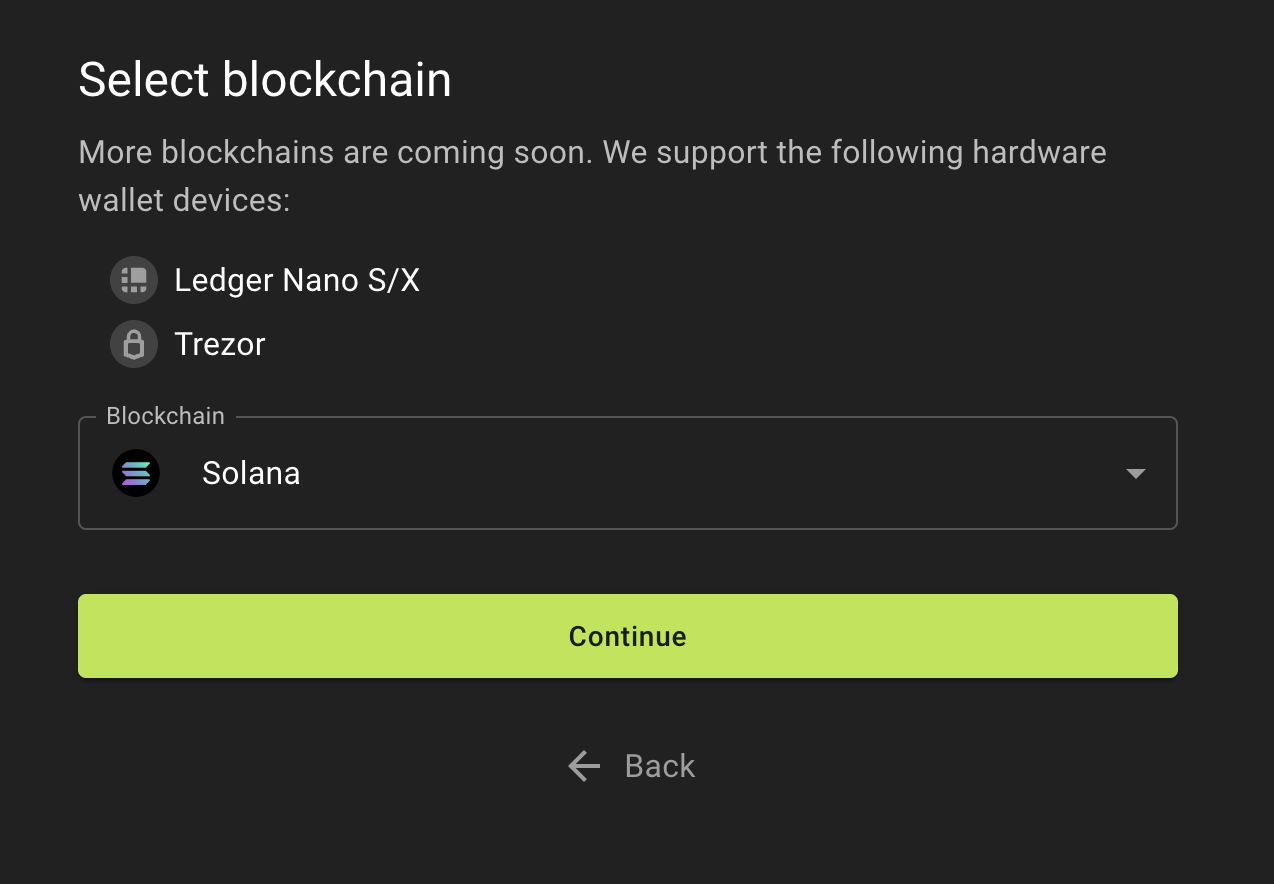 Select blockchain
More blockchains are coming soon. We support the following hardware
wallet devices:
Ledger Nano S/X
Trezor
Blockchain
Solana
Continue
Back